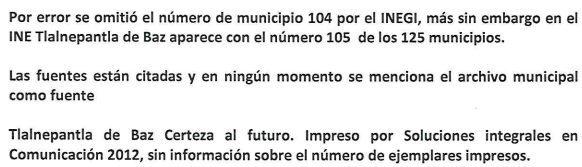 Por error se omitió el número de municipio 104 por el INEGI, más sin embargo en el
INE Tlalnepantla de Baz aparece con el número 105 de los 125 municipios.
Las fuentes están citadas y en ningún momento se menciona el archivo municipal
como fuente
Tlalnepantla de Baz Certeza al futuro. Impreso por Soluciones integrales en
Comunicación 2012, sin información sobre el número de ejemplares impresos.